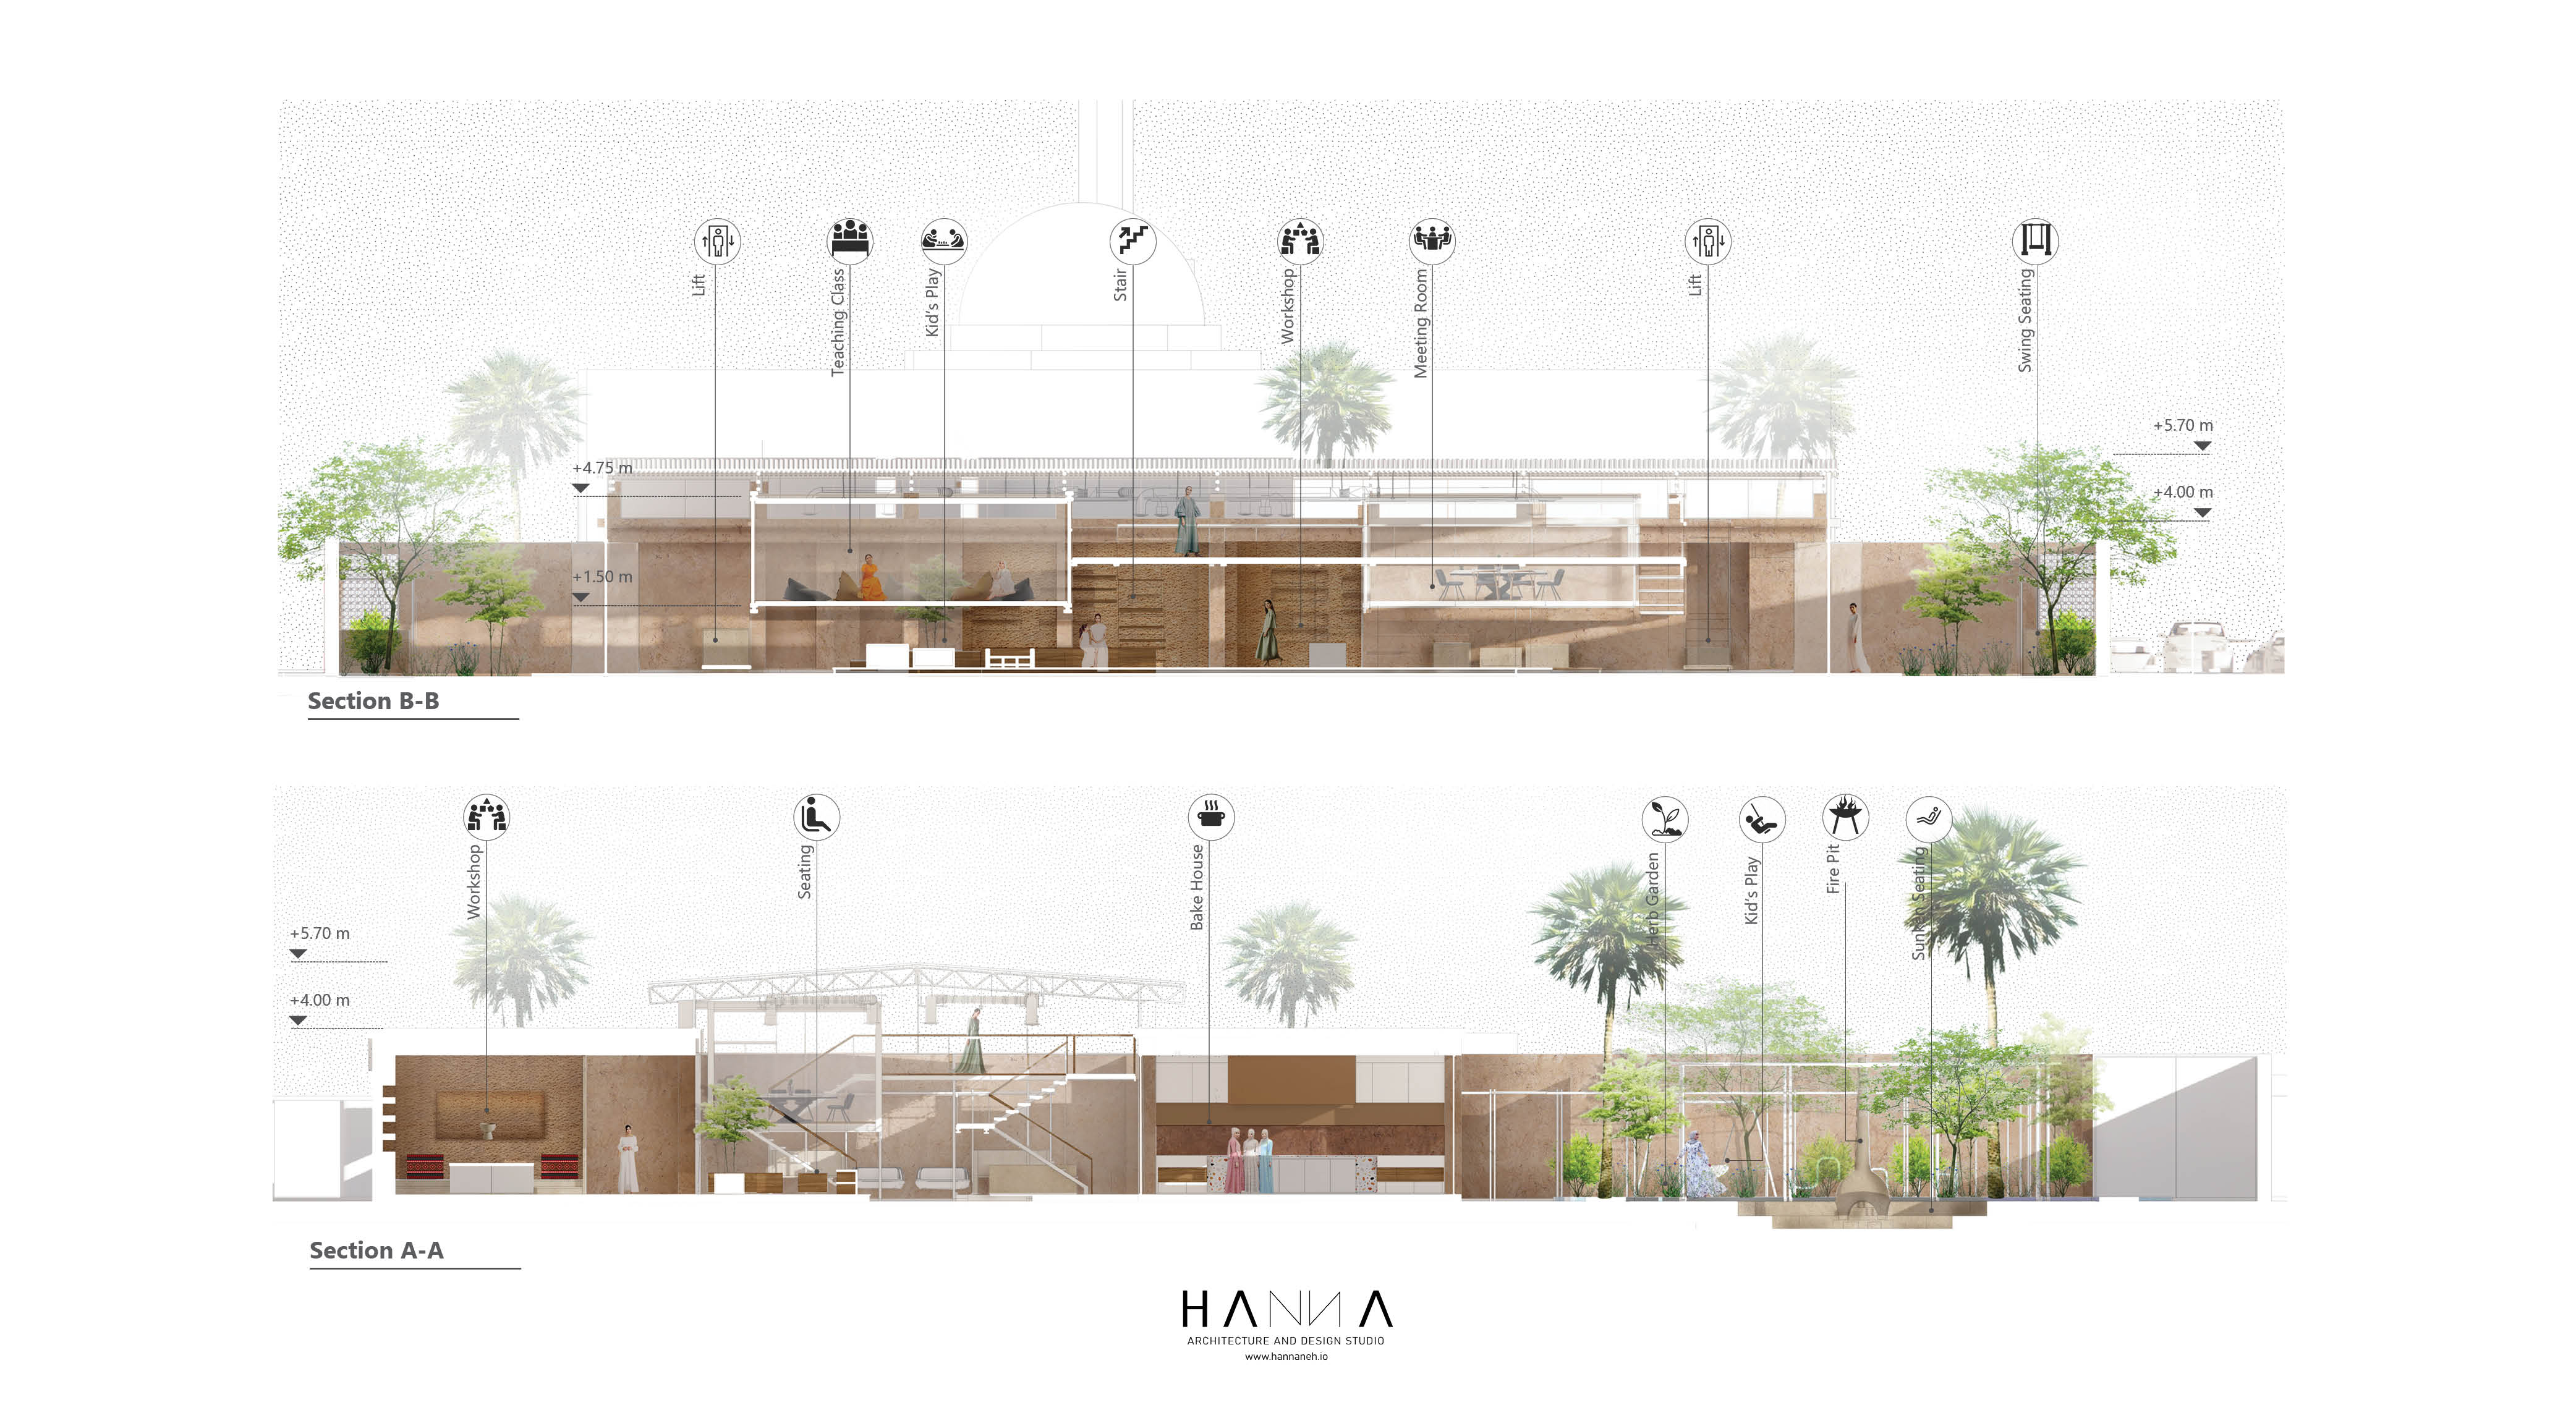 Lift
Teaching Class
Kid's Play
Stair
Workshop
Meeting Room
Lift
Swing Seating
+5.70 m
+4.75 m
+4.00 m
+1.50 m
Section B-B
Workshop
Seating
Bake House
Herb Garden
Kid's Play
Fire Pit
Sunken Seating
+5.70 m
+4.00 m
Section A-A
HANNA
ARCHITECTURE AND DESIGN STUDIO
www.hannaneh.io